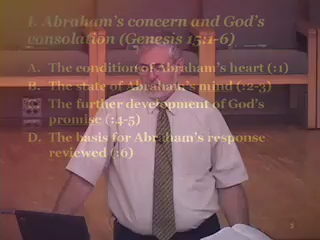 I. Abraham's concern and God's
consolation (Genesis 15:1-6)
A. The condition of Abraham's heart (:1)
B. The state of Abraham's mind (:2-3)
The further development of God's
promise (:4-5)
D. The basis for Abraham's response
reviewed (:6)